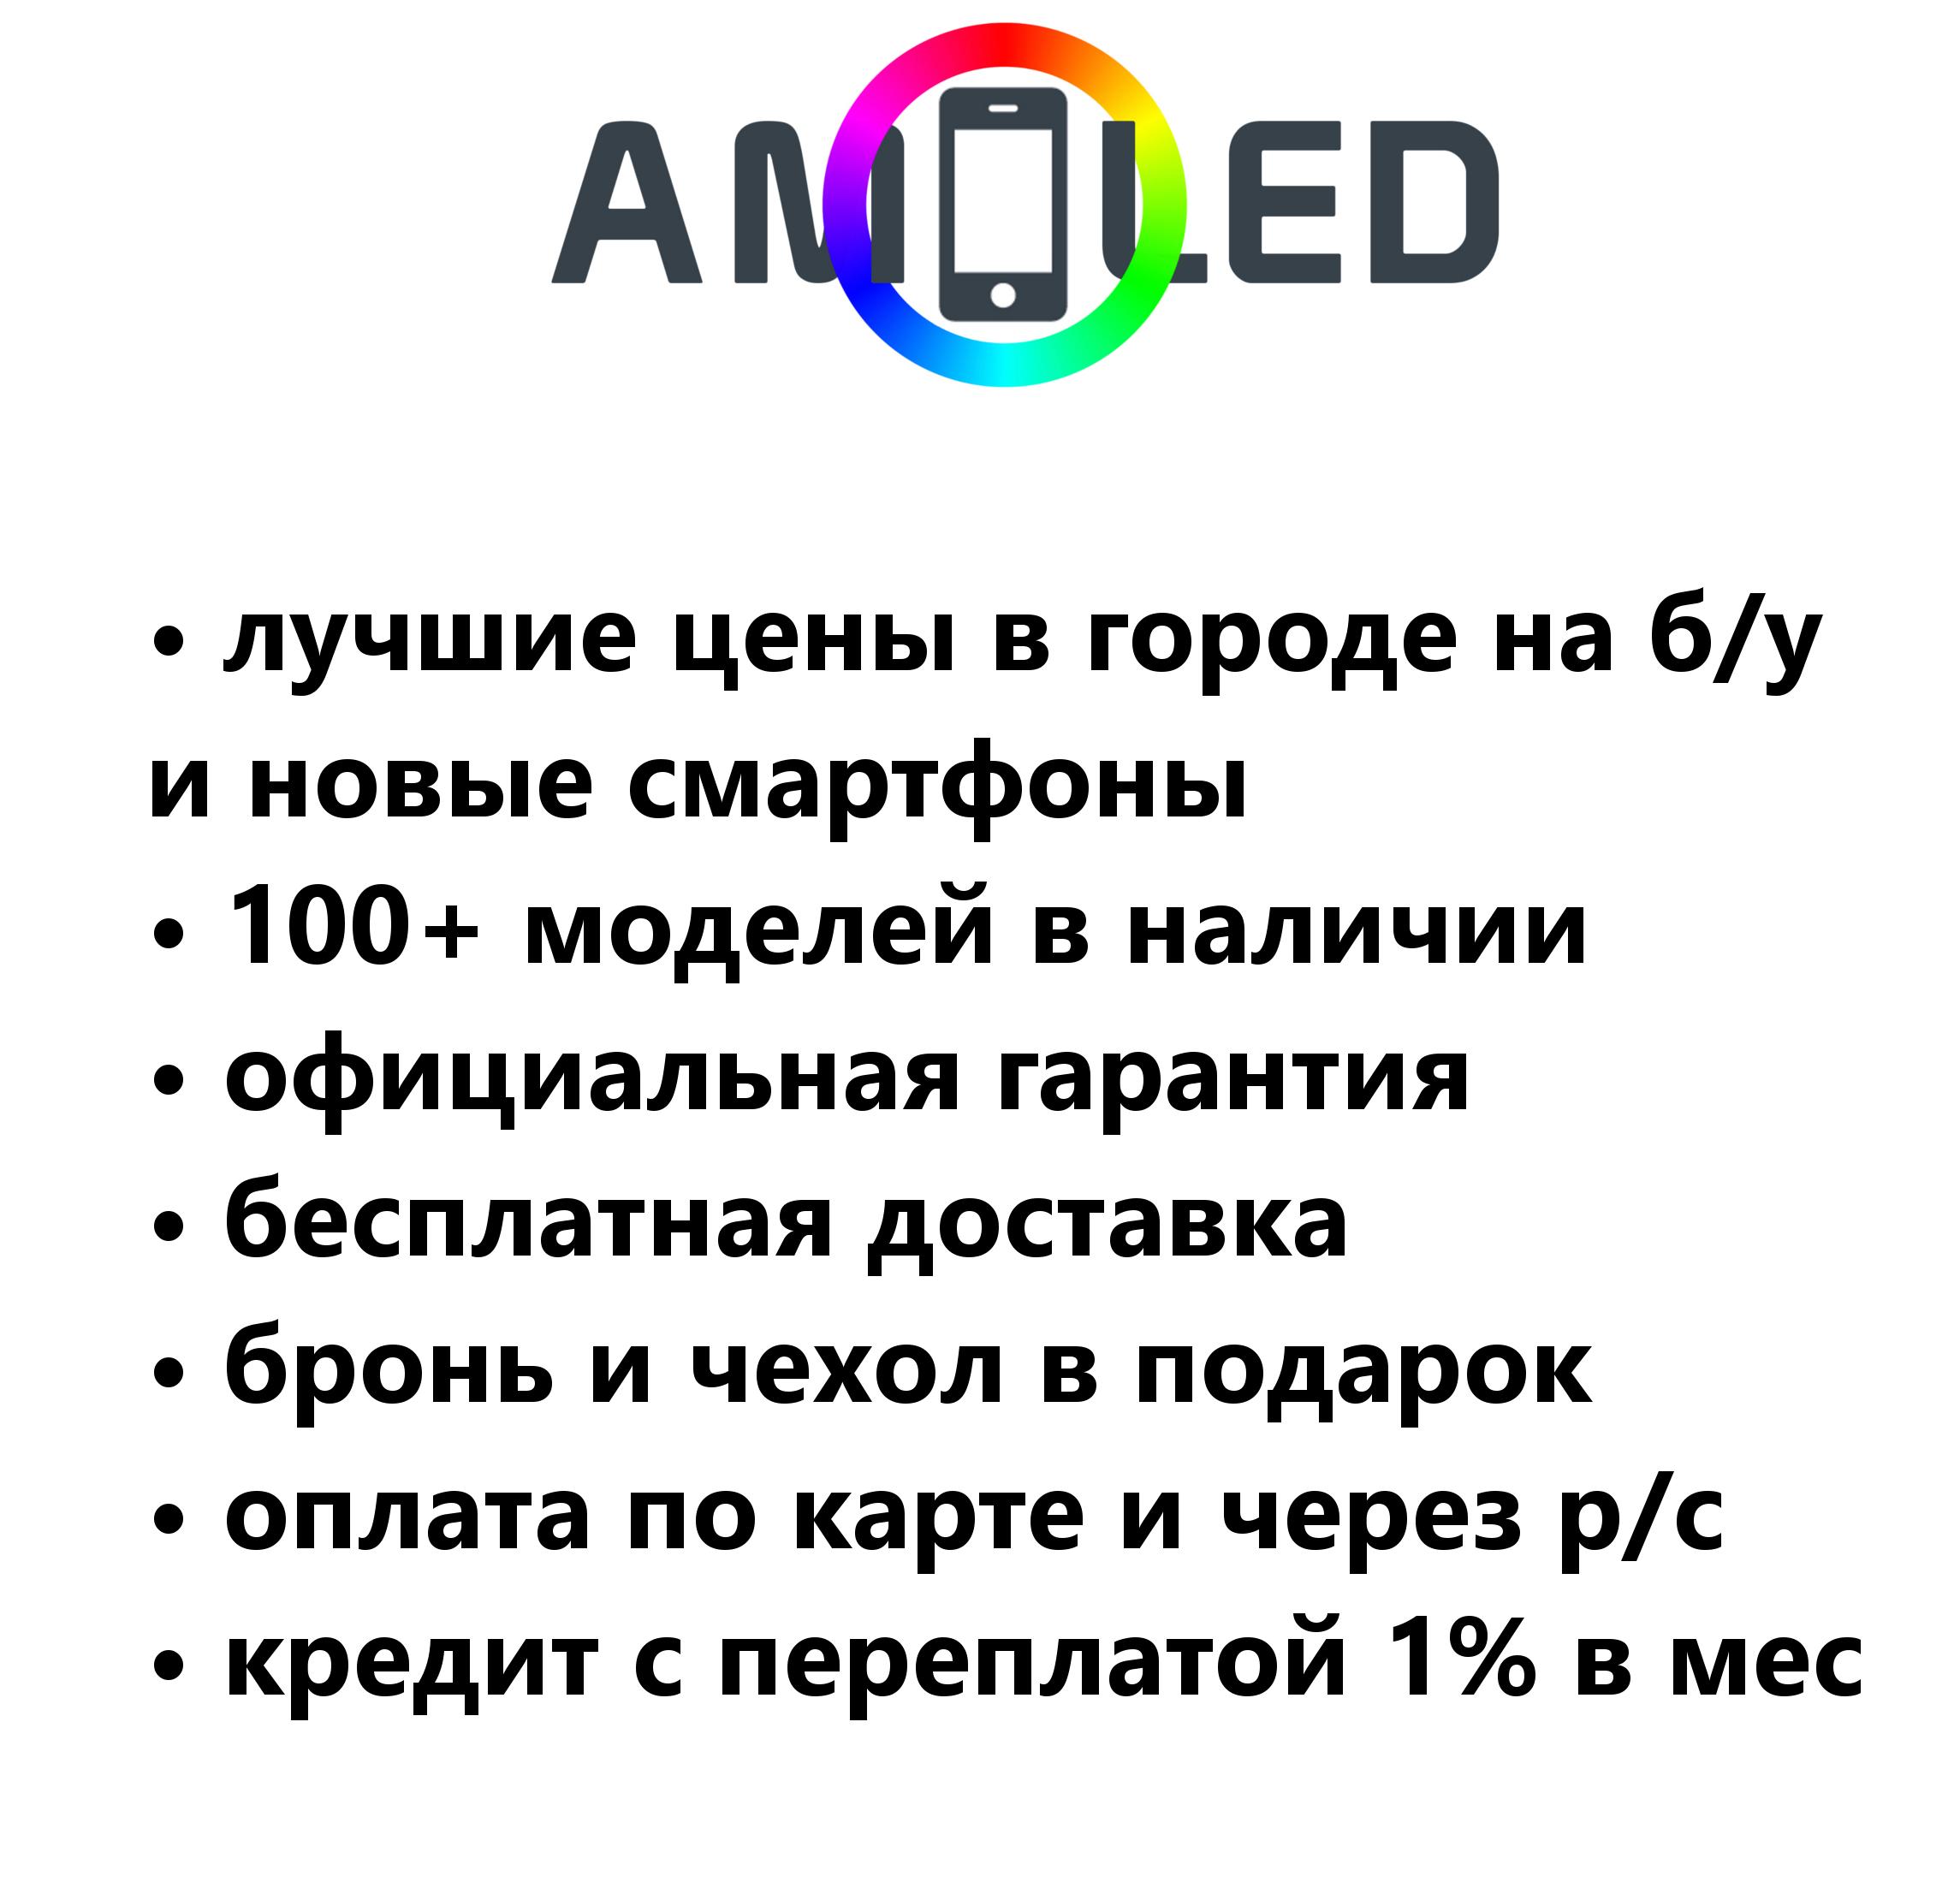 AMOLED
• лучшие цены в городе на б/у
и новые смартфоны
• 100+ моделей в наличии
• официальная гарантия
• бесплатная доставка
• бронь и чехол в подарок
• оплата по карте и через р/с
• кредит с переплатой 1% в мес